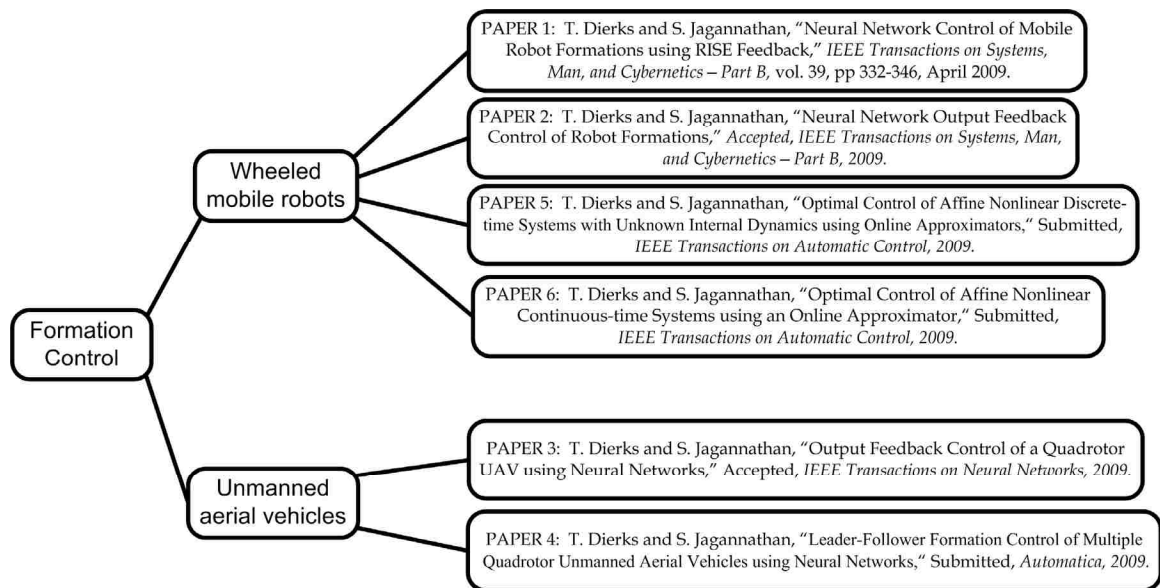 PAPER 1: T. Dierks and S. Jagannathan, “Neural Network Control of Mobile
Robot Formations using RISE Feedback,” IEEE Transactions on Systems,
Man, and Cybernetics – Part B, vol. 39, pp 332-346, April 2009.
PAPER 2: T. Dierks and S. Jagannathan, “Neural Network Output Feedback
Control of Robot Formations,” Accepted, IEEE Transactions on Systems, Man,
and Cybernetics – Part B, 2009.
Wheeled
mobile robots
PAPER 5: T. Dierks and S. Jagannathan, “Optimal Control of Affine Nonlinear Discrete-
time Systems with Unknown Internal Dynamics using Online Approximators,“ Submitted,
IEEE Transactions on Automatic Control, 2009.
PAPER 6: T. Dierks and S. Jagannathan, “Optimal Control of Affine Nonlinear
Continuous-time Systems using an Online Approximator,“ Submitted,
IEEE Transactions on Automatic Control, 2009.
Formation
Control
PAPER 3: T. Dierks and S. Jagannathan, “Output Feedback Control of a Quadrotor
UAV using Neural Networks,” Accepted, IEEE Transactions on Neural Networks, 2009.
Unmanned
aerial vehicles
PAPER 4: T. Dierks and S. Jagannathan, “Leader-Follower Formation Control of Multiple
Quadrotor Unmanned Aerial Vehicles using Neural Networks,“ Submitted, Automatica, 2009.